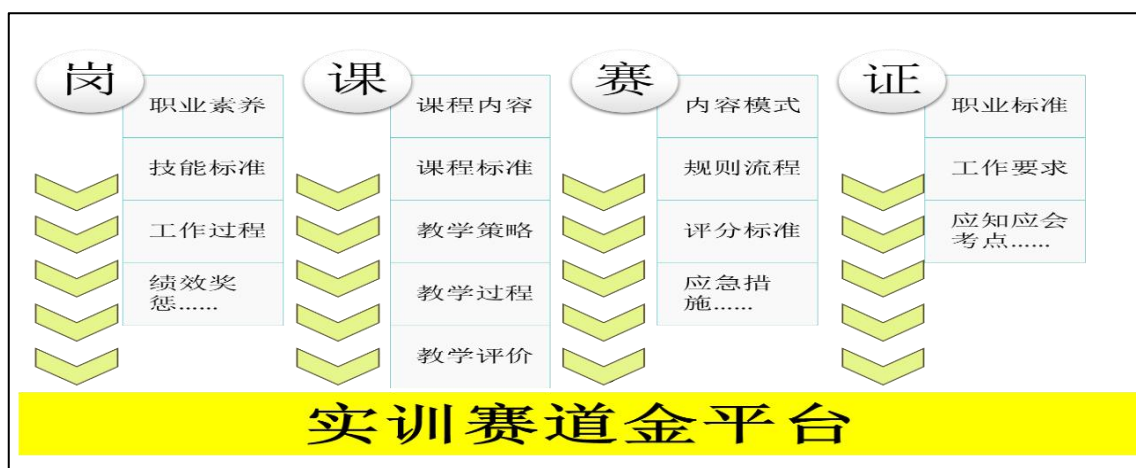 岗
职业素养
技能标准
工作过程
绩效奖
惩......
课
课程内容
课程标准
教学策略
教学过程
教学评价
赛
内容模式
规则流程
评分标准
应急措
施......
证
职业标准
工作要求
应知应会
考点......
实训赛道金平台